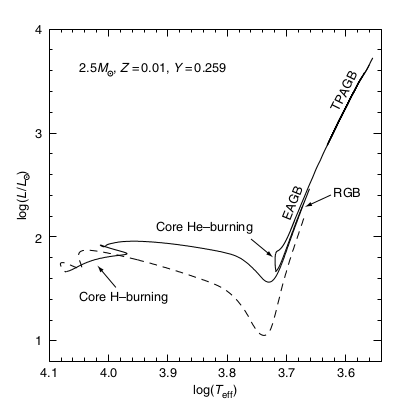 4
2.5M⊙, Z=0.01, Y=0.259
TPAGB
3
log(L/L⊙)
EAGB
RGB
Core He–burning
2
Core H–burning
1
4.1 4.0 3.9 3.8 3.7 3.6
log(Teff)